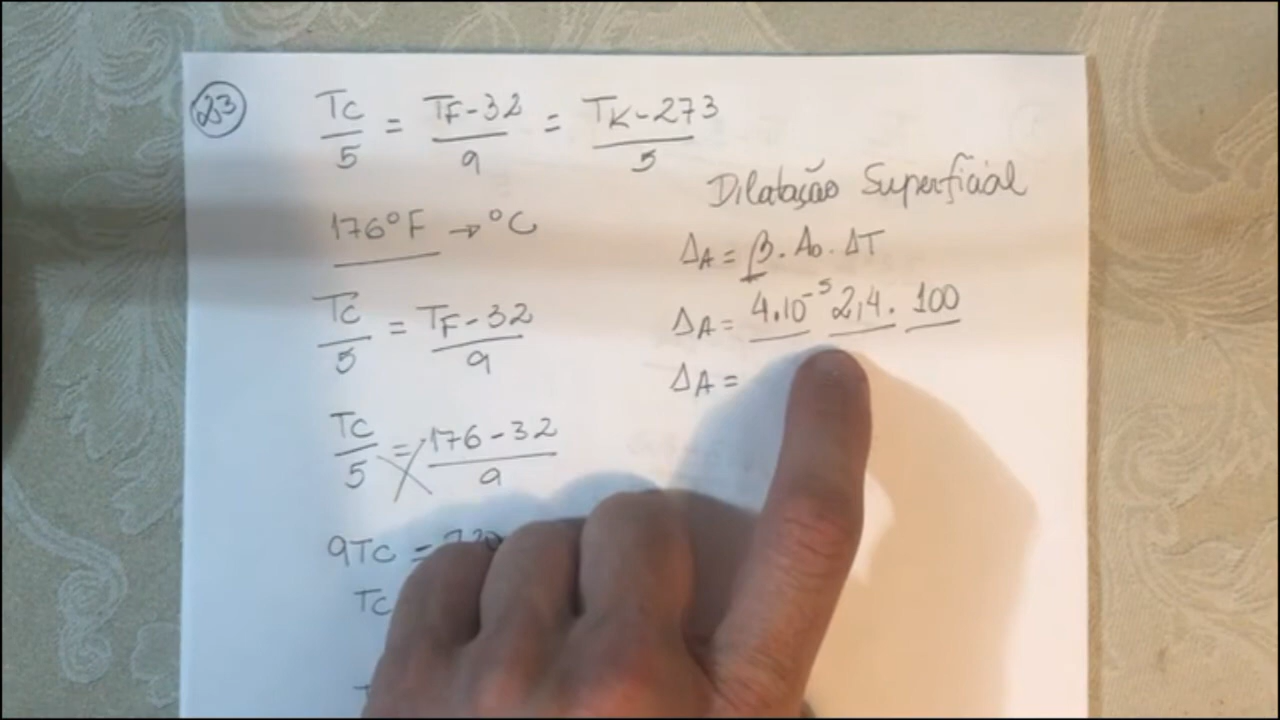 23
Tc/5 = TF-32/9 = TK-273/5
176°F → °C
Tc/5 = TF-32/9
Tc/5 = 176-32/9
9Tc = 720
Tc
Dilatação Superficial
ΔA = β. A0. ΔT
ΔA = 4.10⁻⁵ 2,4. 100
ΔA =